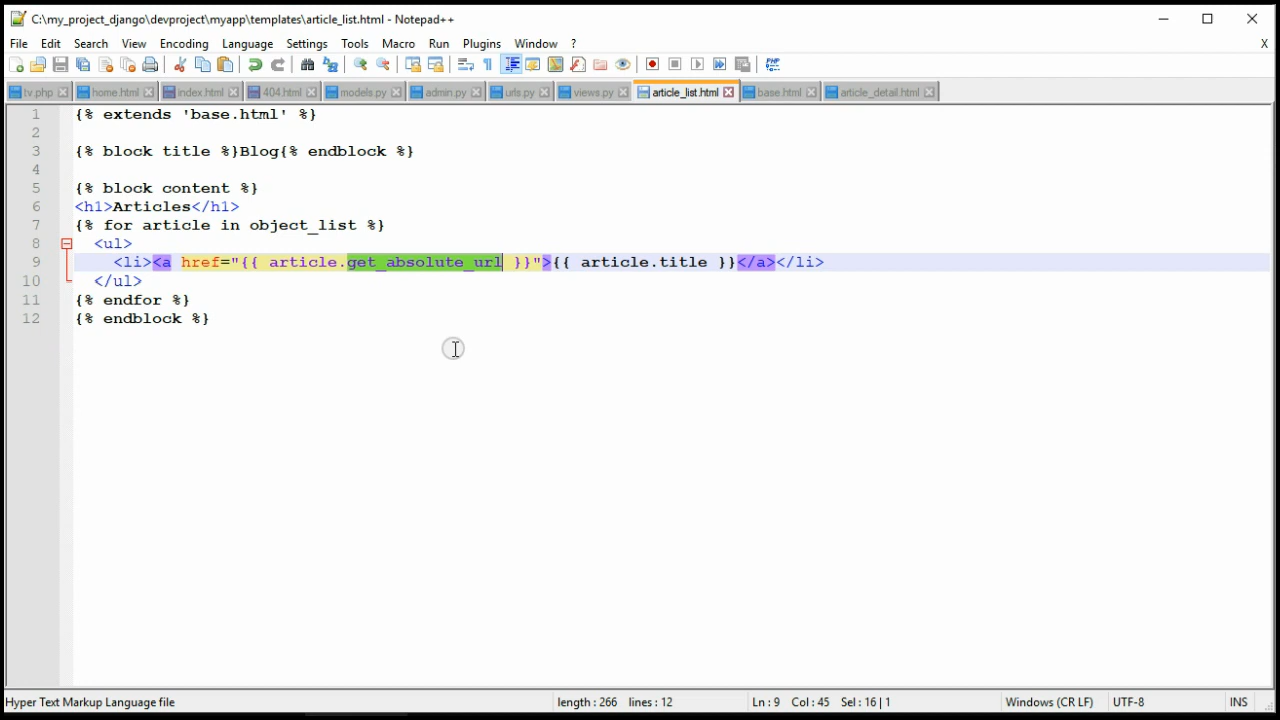 C:\my_project_django\devproject\myapp\templates\article_list.html - Notepad++
File Edit Search View Encoding Language Settings Tools Macro Run Plugins Window ? X
tv.php home.html index.html 404.html models.py admin.py urls.py views.py article_list.html base.html article_detail.html
1 {% extends 'base.html' %}
2
3 {% block title %}Blog{% endblock %}
4
5 {% block content %}
6 <h1>Articles</h1>
7 {% for article in object_list %}
8 <ul>
9 <li><a href="{{ article.get_absolute_url }}">{{ article.title }}</a></li>
10 </ul>
11 {% endfor %}
12 {% endblock %}
Hyper Text Markup Language file length : 266 lines : 12 Ln : 9 Col : 45 Sel : 16 | 1 Windows (CR LF) UTF-8 INS